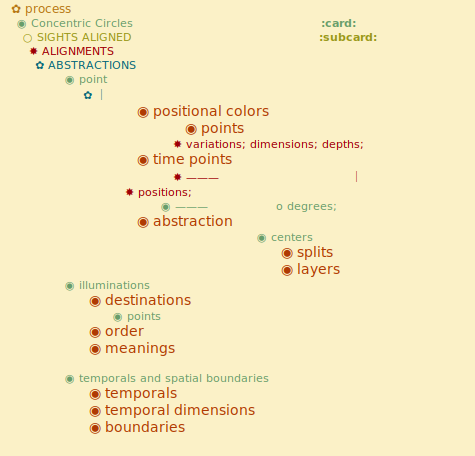 ✿ process
◉ Concentric Circles :card:
○ SIGHTS ALIGNED :subcard:
✸ ALIGNMENTS
✿ ABSTRACTIONS
◉ point
✿ |
◉ positional colors
◉ points
✸ variations; dimensions; depths;
◉ time points
✸ ——— |
✸ positions;
◉ ——— o degrees;
◉ abstraction
◉ centers
◉ splits
◉ layers
◉ illuminations
◉ destinations
◉ points
◉ order
◉ meanings
◉ temporals and spatial boundaries
◉ temporals
◉ temporal dimensions
◉ boundaries